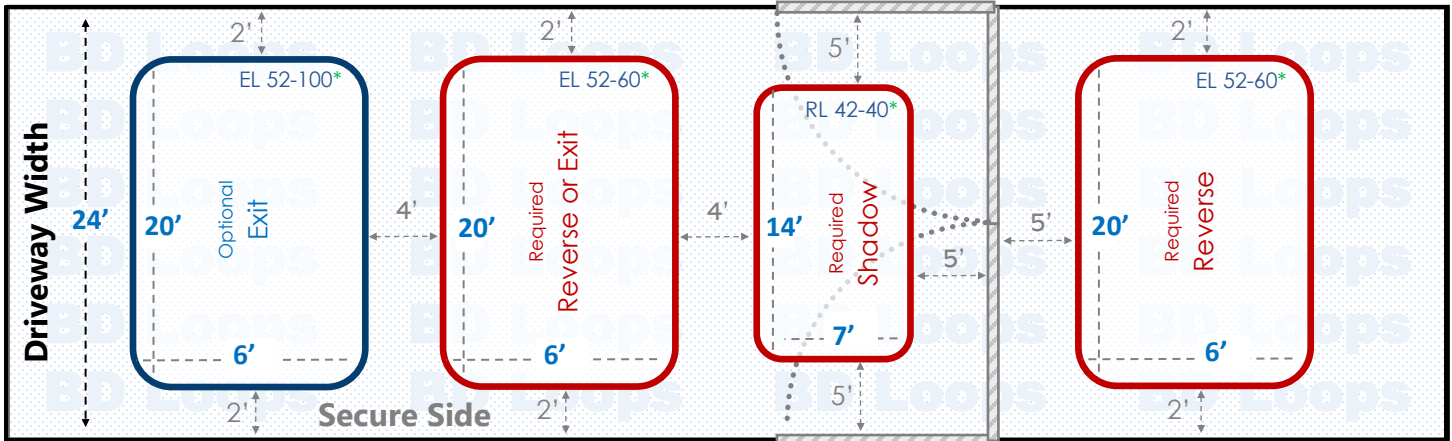 Driveway Width
24’
2’
EL 52-100*
20’
Optional
Exit
6’
2’
4’
2’
EL 52-60*
20’
Required
Reverse or Exit
6’
2’
4’
5’
RL 42-40*
14’
Required
Shadow
7’
5’
5’
5’
2’
EL 52-60*
20’
Required
Reverse
6’
2’
Secure Side
BD Loops